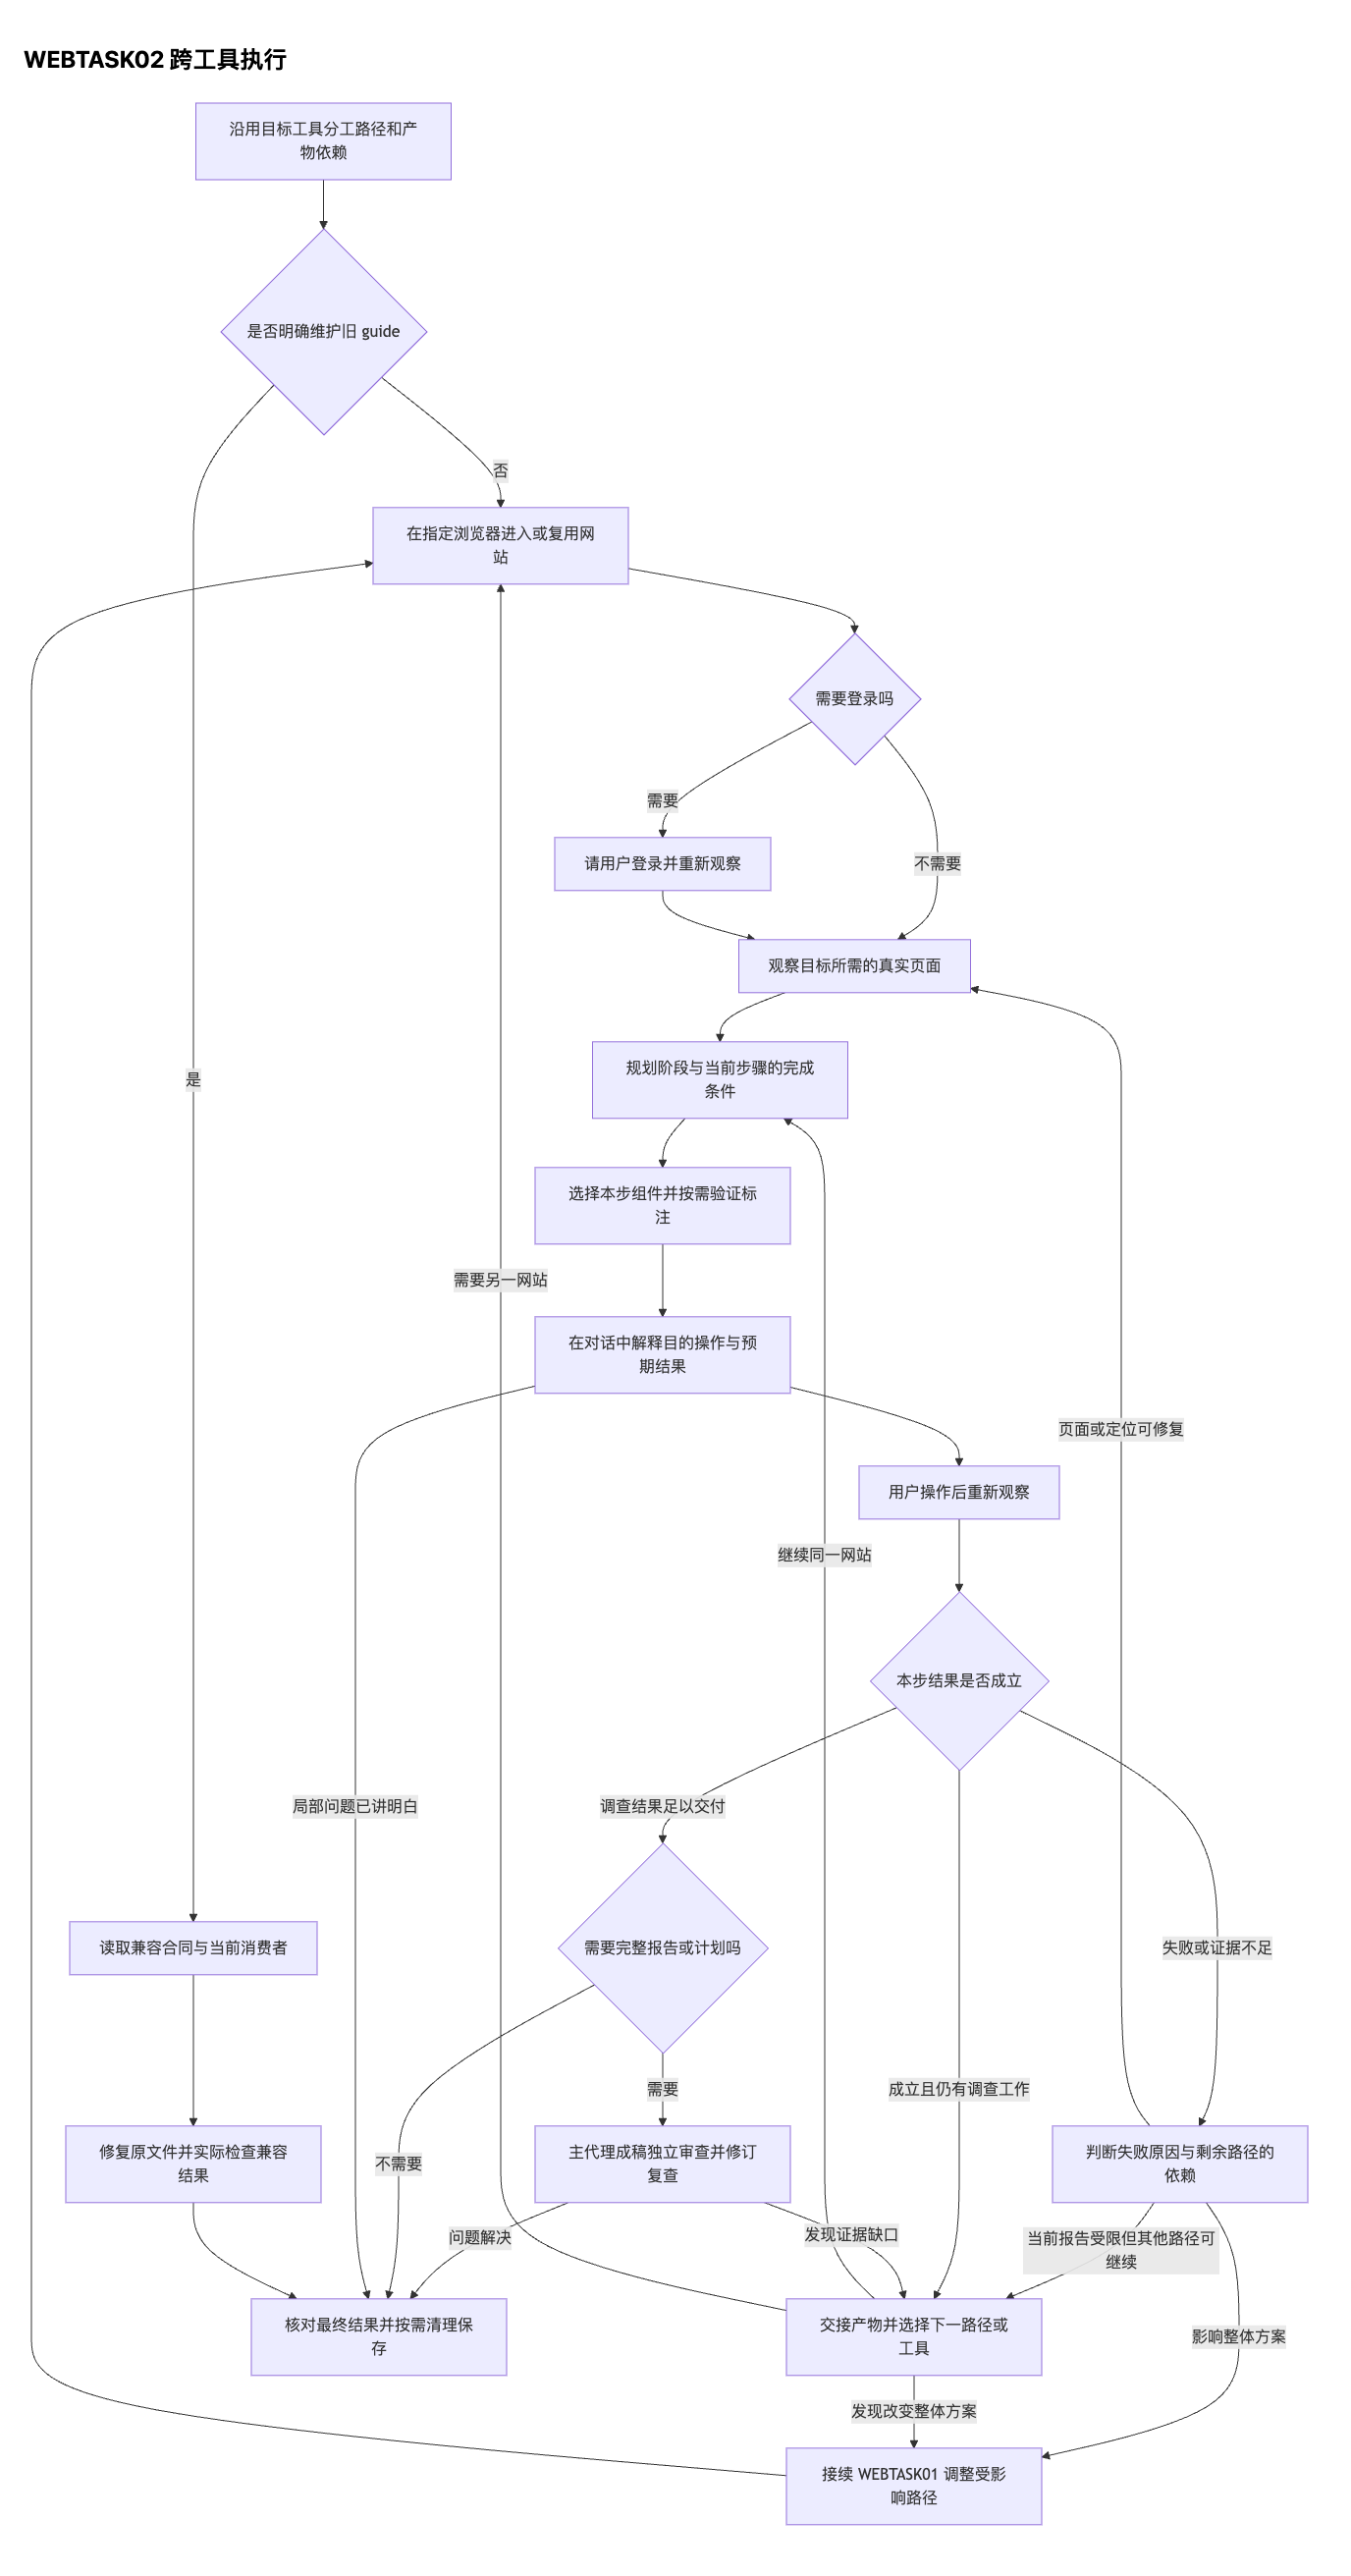 WEBTASK02 跨工具执行
沿用目标工具分工路径和产
物依赖
是否明确维护旧 guide
否
在指定浏览器进入或复用网
站
需要登录吗
需要
请用户登录并重新观察
不需要
观察目标所需的真实页面
规划阶段与当前步骤的完成
条件
是
选择本步组件并按需验证标
注
需要另一网站
在对话中解释目的操作与预
期结果
页面或定位可修复
用户操作后重新观察
继续同一网站
本步结果是否成立
局部问题已讲明白
调查结果足以交付
读取兼容合同与当前消费者
需要完整报告或计划吗
失败或证据不足
需要
成立且仍有调查工作
修复原文件并实际检查兼容
结果
不需要
主代理成稿独立审查并修订
复查
判断失败原因与剩余路径的
依赖
问题解决
发现证据缺口
当前报告受限但其他路径可
继续
核对最终结果并按需清理保
存
交接产物并选择下一路径或
工具
影响整体方案
发现改变整体方案
接续 WEBTASK01 调整受影
响路径